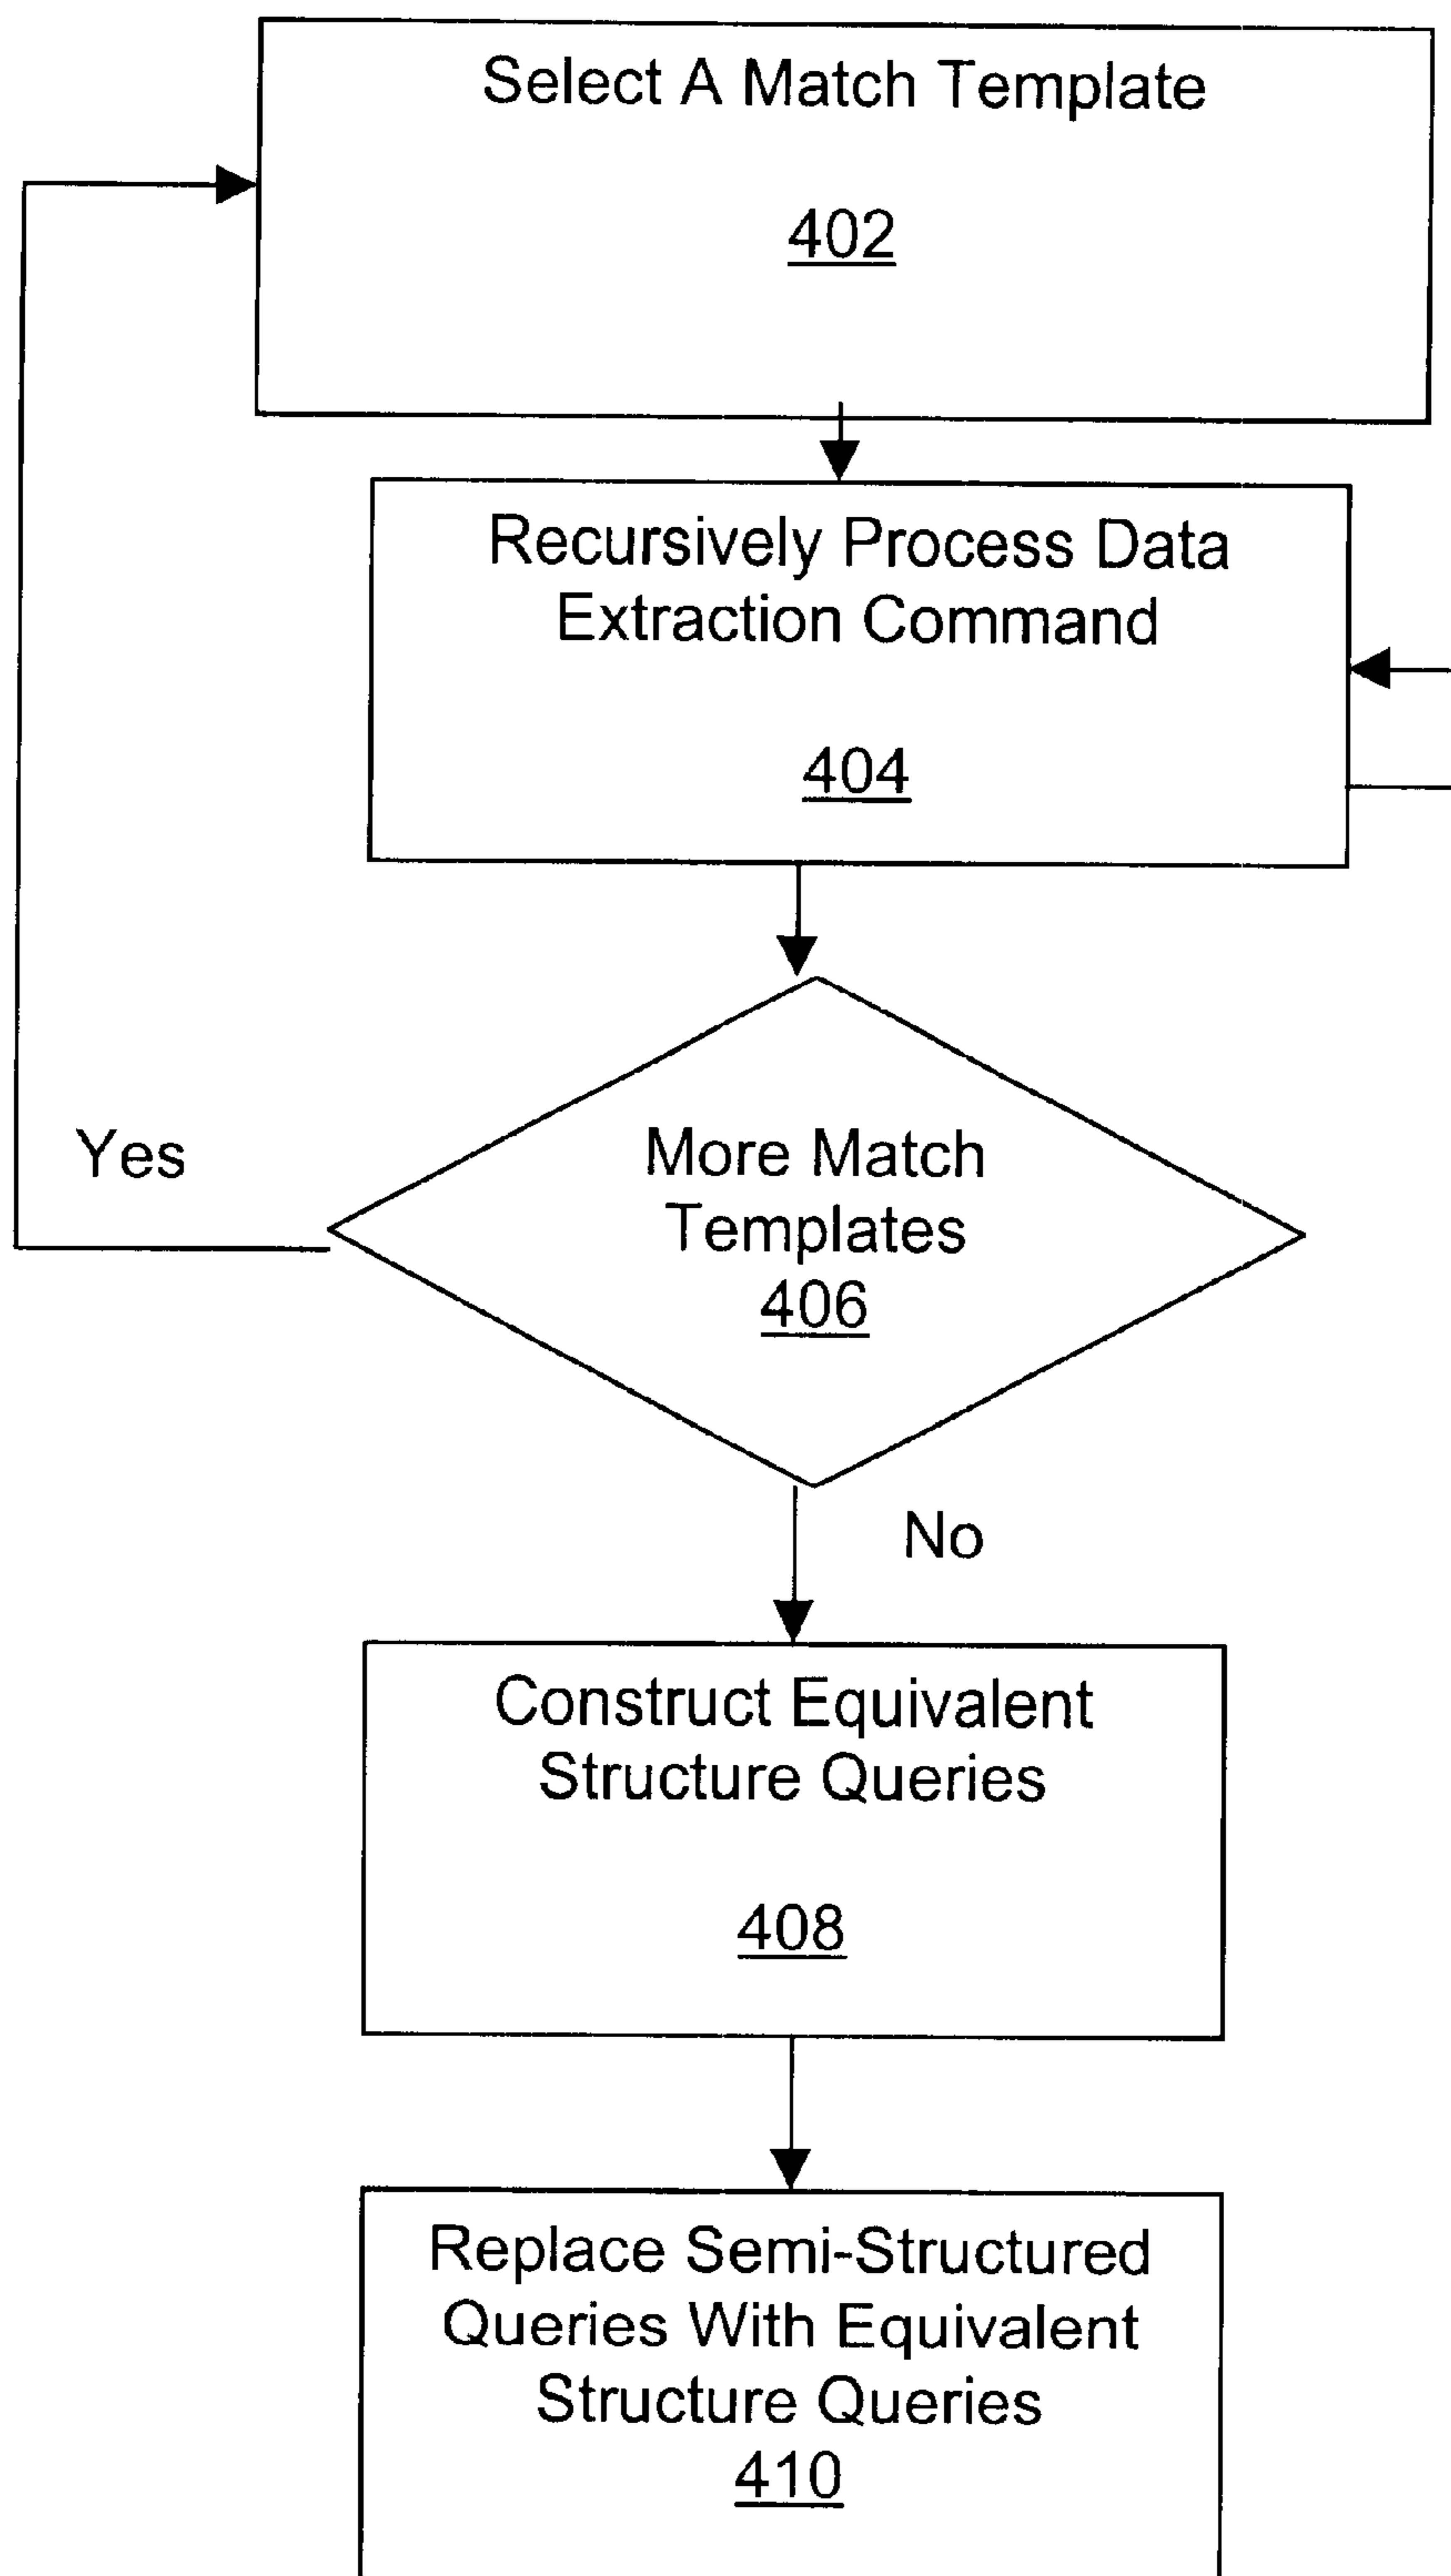 Select A Match Template
402
Recursively Process Data
Extraction Command
404
Yes
More Match
Templates
406
No
Construct Equivalent
Structure Queries
408
Replace Semi-Structured
Queries With Equivalent
Structure Queries
410